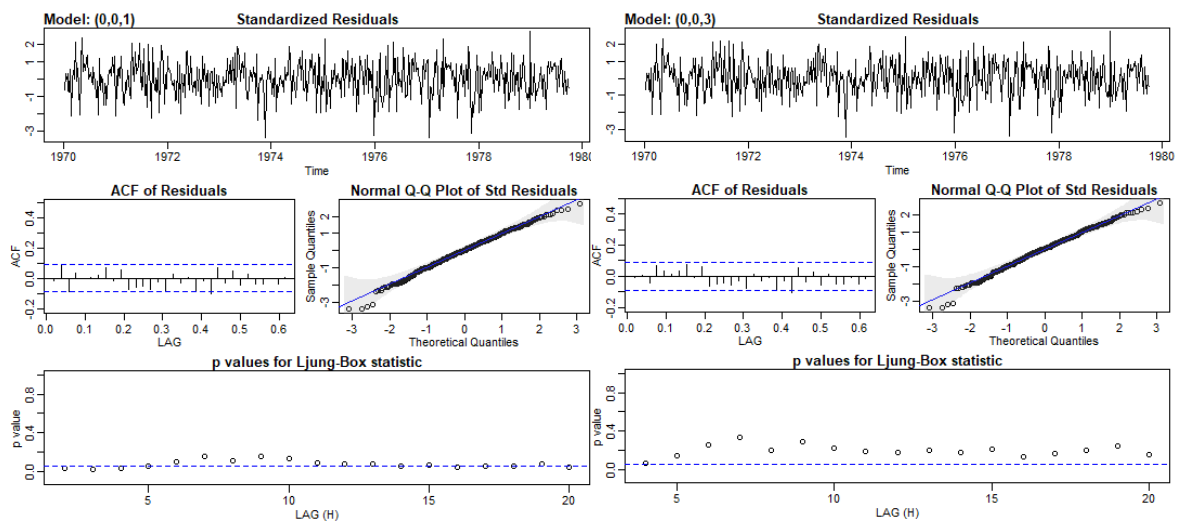 Model: (0,0,1) Standardized Residuals
2
1
-1
-3
1970 1972 1974 1976 1978 1980
Time
ACF of Residuals
ACF
-0.2 0.0 0.2 0.4
0.0 0.1 0.2 0.3 0.4 0.5 0.6
LAG
Normal Q-Q Plot of Std Residuals
Sample Quantiles
-3 -1 1 2
-3 -2 -1 0 1 2 3
Theoretical Quantiles
p values for Ljung-Box statistic
p value
0.0 0.4 0.8
5 10 15 20
LAG (H)
Model: (0,0,3) Standardized Residuals
2
1
-1
-3
1970 1972 1974 1976 1978 1980
Time
ACF of Residuals
ACF
-0.2 0.0 0.2 0.4
0.0 0.1 0.2 0.3 0.4 0.5 0.6
LAG
Normal Q-Q Plot of Std Residuals
Sample Quantiles
-3 -1 1 2
-3 -2 -1 0 1 2 3
Theoretical Quantiles
p values for Ljung-Box statistic
p value
0.0 0.4 0.8
5 10 15 20
LAG (H)